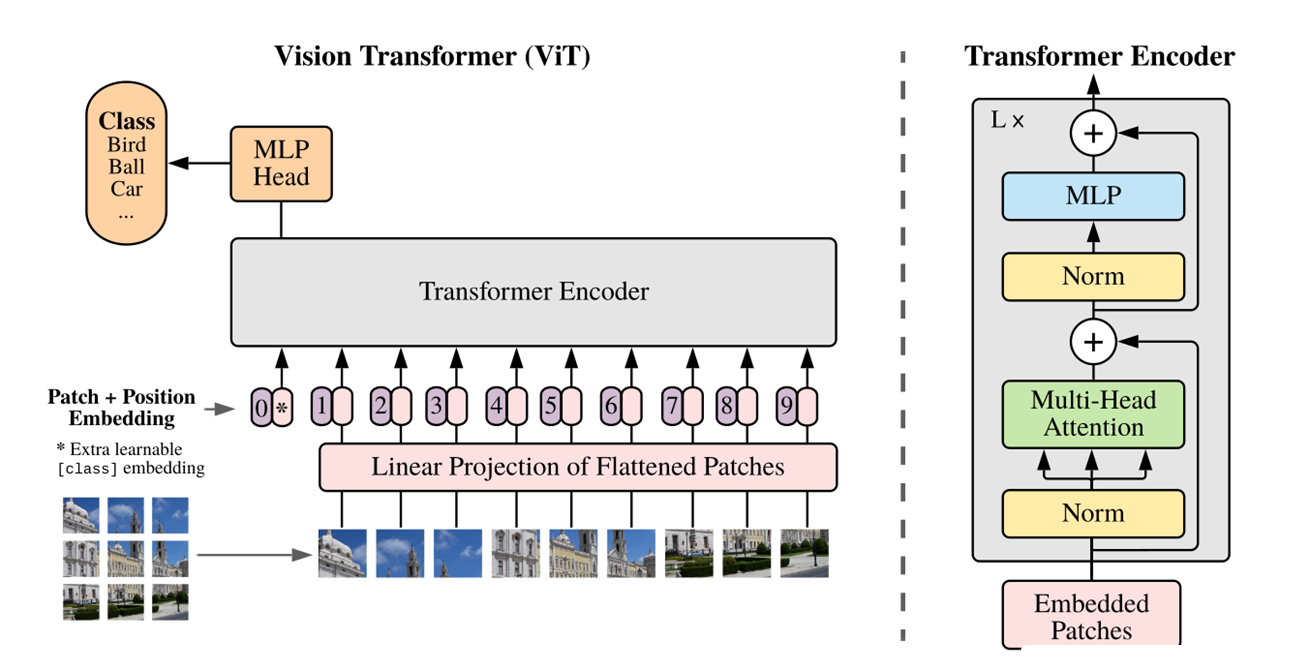 Vision Transformer (ViT)
Class
Bird
Ball
Car
...
MLP
Head
Transformer Encoder
Patch + Position
Embedding
0 * 1 2 3 4 5 6 7 8 9
* Extra learnable
[class] embedding
Linear Projection of Flattened Patches
Transformer Encoder
L x
+
MLP
Norm
+
Multi-Head
Attention
Norm
Embedded
Patches